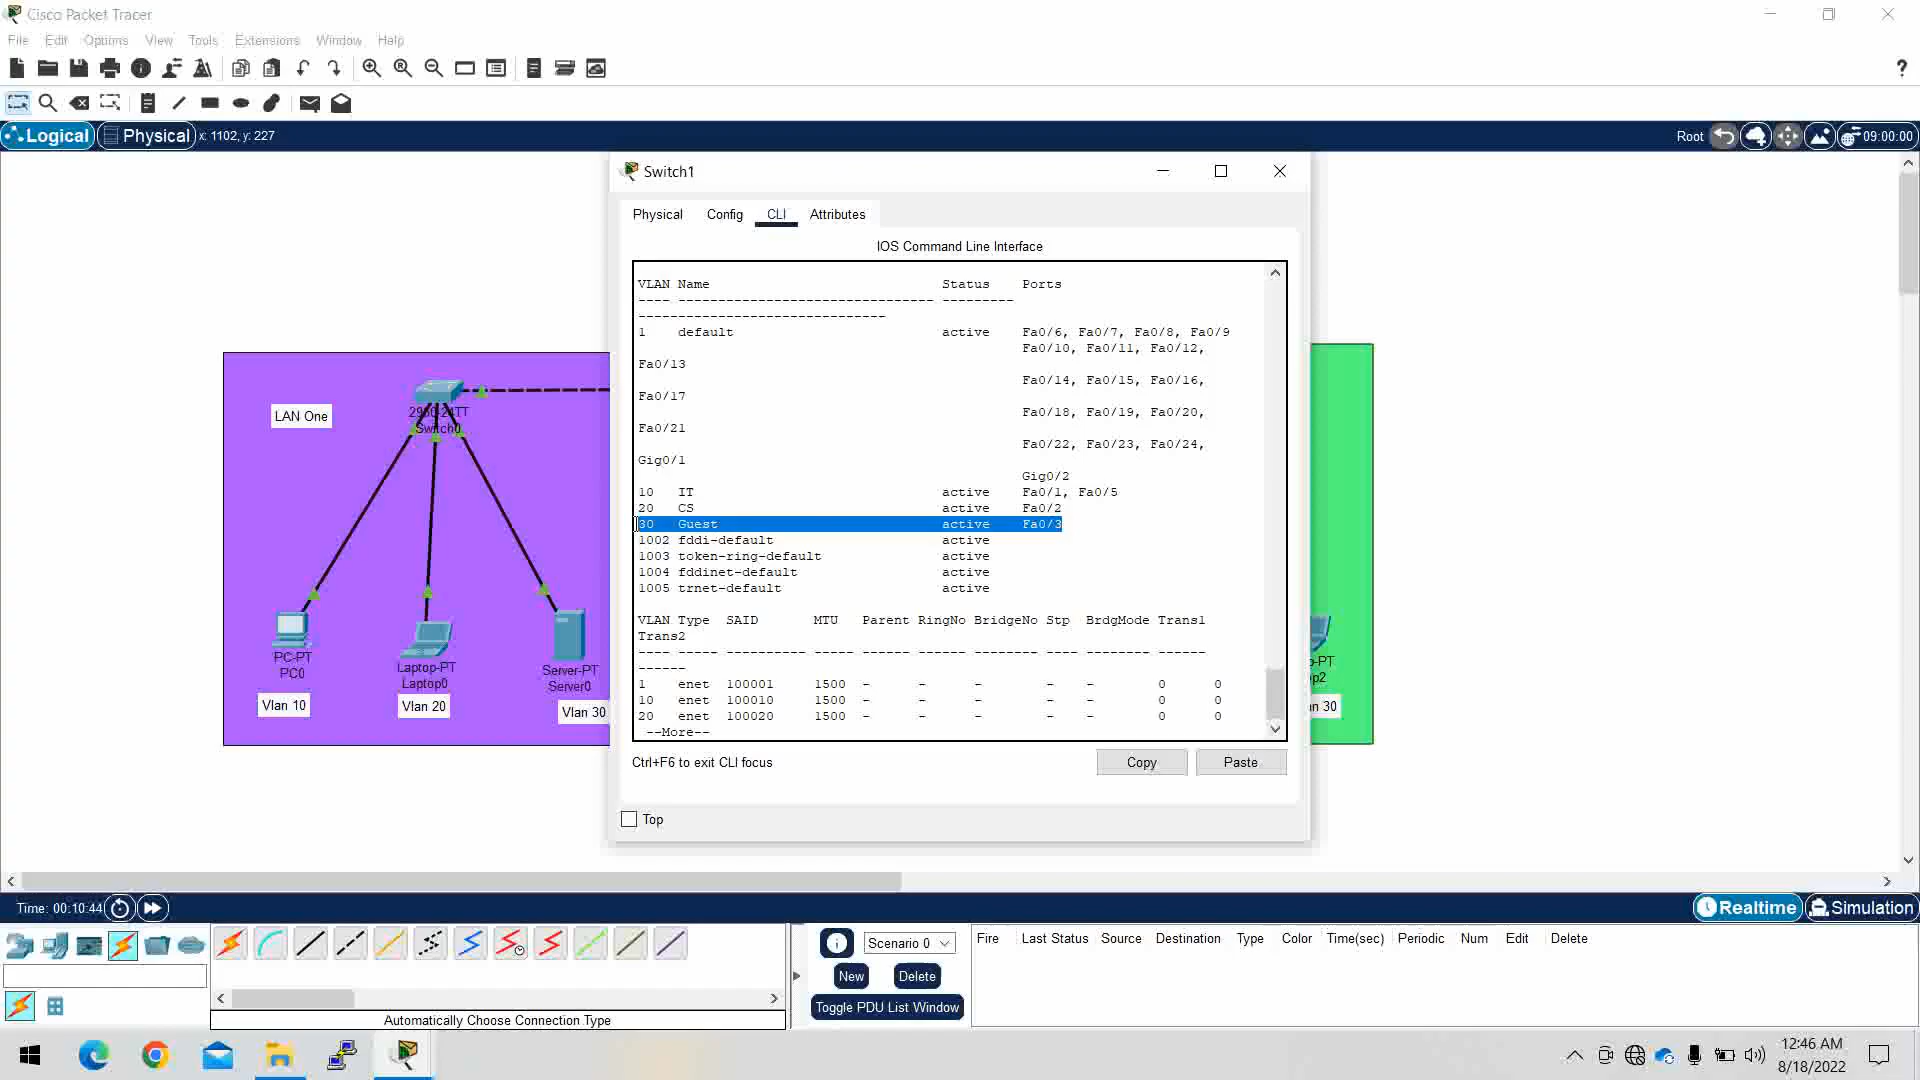 Cisco Packet Tracer
File Edit Options View Tools Extensions Window Help
?
Logical Physical x: 1102, y: 227 Root 09:00:00
Switch1
Physical Config CLI Attributes
IOS Command Line Interface
VLAN Name Status Ports
---- -------------------------------- ---------
-------------------------------
1 default active Fa0/6, Fa0/7, Fa0/8, Fa0/9
Fa0/10, Fa0/11, Fa0/12,
Fa0/13
Fa0/14, Fa0/15, Fa0/16,
Fa0/17
Fa0/18, Fa0/19, Fa0/20,
Fa0/21
Fa0/22, Fa0/23, Fa0/24,
Gig0/1
Gig0/2
10 IT active Fa0/1, Fa0/5
20 CS active Fa0/2
30 Guest active Fa0/3
1002 fddi-default active
1003 token-ring-default active
1004 fddinet-default active
1005 trnet-default active
VLAN Type SAID MTU Parent RingNo BridgeNo Stp BrdgMode Trans1
Trans2
---- ----- ---------- ----- ------ ------ -------- ---- -------- ------
------
1 enet 100001 1500 - - - - - 0 0
10 enet 100010 1500 - - - - - 0 0
20 enet 100020 1500 - - - - - 0 0
--More--
Ctrl+F6 to exit CLI focus Copy Paste
Top
LAN One
2960-24TT
Switch0
PC-PT
PC0
Vlan 10
Laptop-PT
Laptop0
Vlan 20
Server-PT
Server0
Vlan 30
p-PT
op2
an 30
Time: 00:10:44 Realtime Simulation
Scenario 0
New Delete
Toggle PDU List Window
Fire Last Status Source Destination Type Color Time(sec) Periodic Num Edit Delete
Automatically Choose Connection Type
12:46 AM
8/18/2022